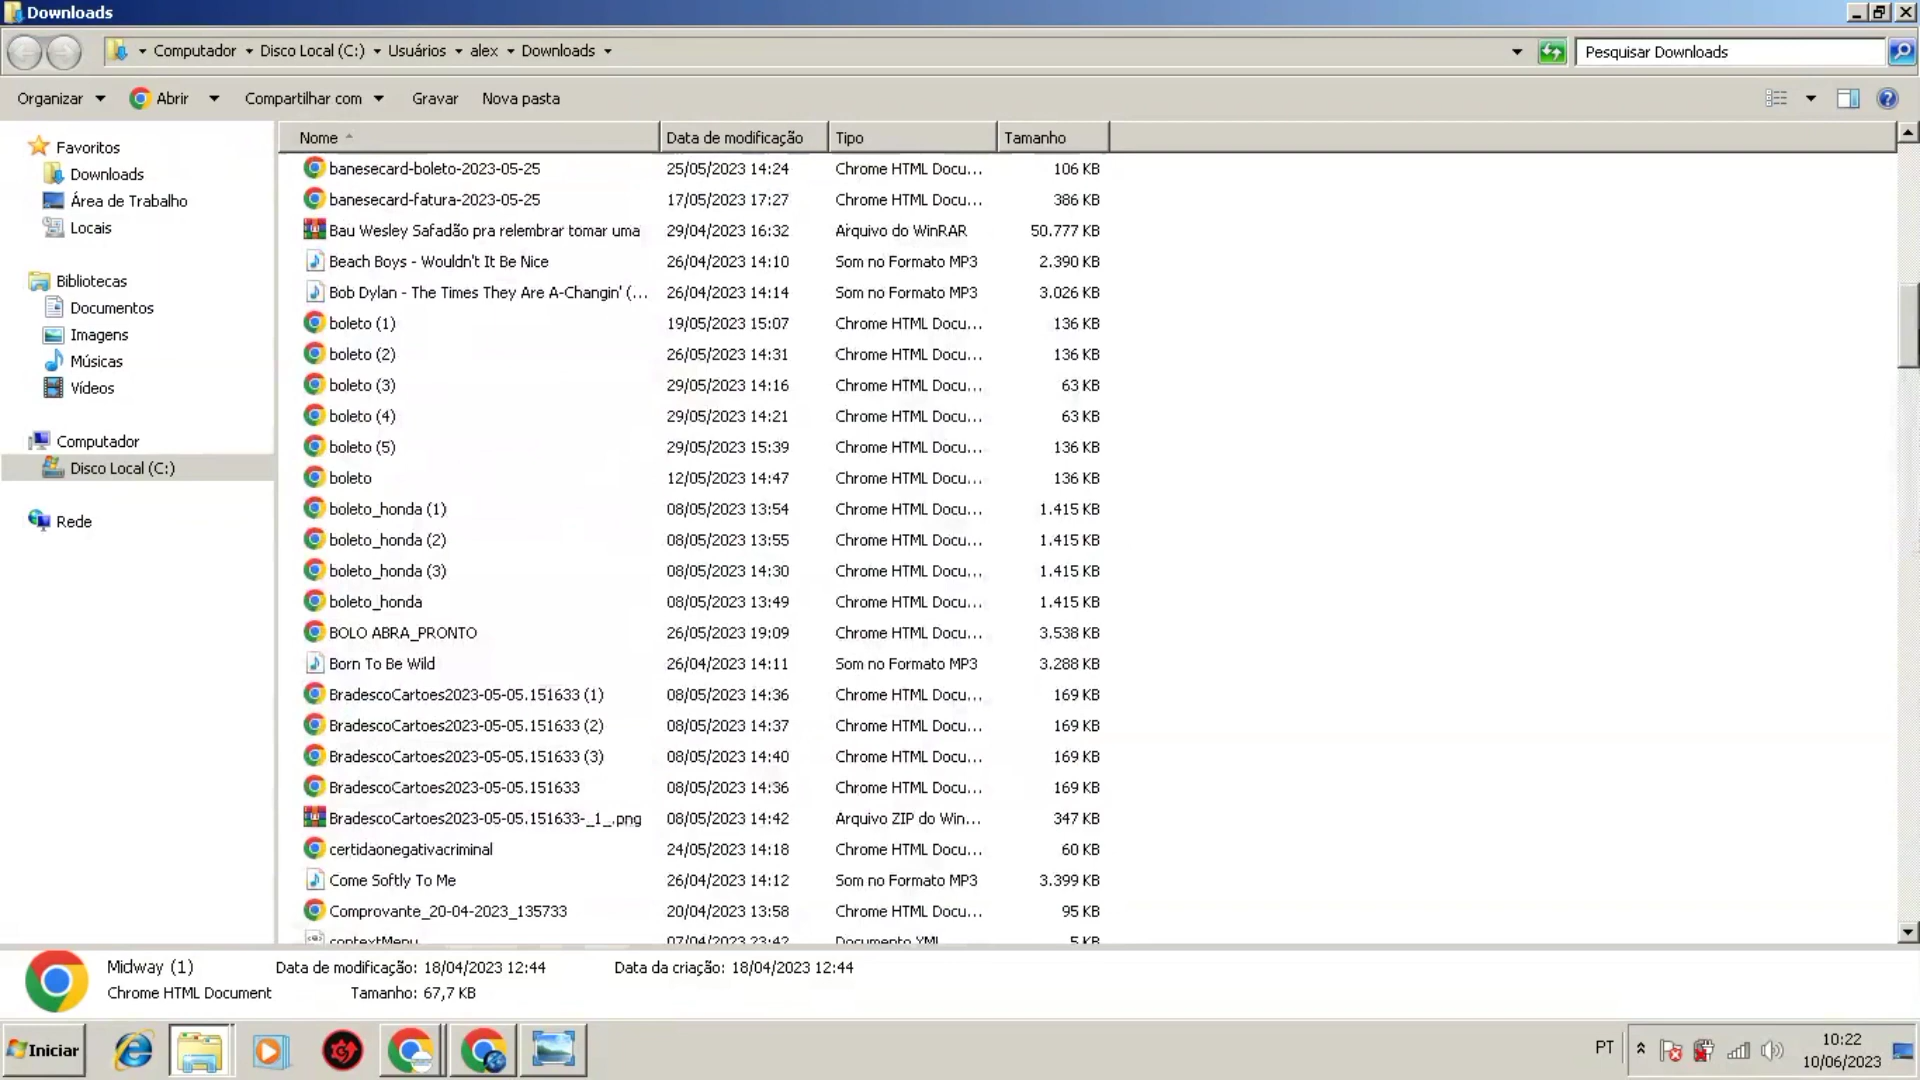 Downloads
Computador Disco Local (C:) Usuários alex Downloads
Pesquisar Downloads
Organizar Abrir Compartilhar com Gravar Nova pasta
Favoritos
Downloads
Área de Trabalho
Locais
Bibliotecas
Documentos
Imagens
Músicas
Vídeos
Computador
Disco Local (C:)
Rede
Nome Data de modificação Tipo Tamanho
banesecard-boleto-2023-05-25 25/05/2023 14:24 Chrome HTML Docu... 106 KB
banesecard-fatura-2023-05-25 17/05/2023 17:27 Chrome HTML Docu... 386 KB
Bau Wesley Safadão pra relembrar tomar uma 29/04/2023 16:32 Arquivo do WinRAR 50.777 KB
Beach Boys - Wouldn't It Be Nice 26/04/2023 14:10 Som no Formato MP3 2.390 KB
Bob Dylan - The Times They Are A-Changin' (... 26/04/2023 14:14 Som no Formato MP3 3.026 KB
boleto (1) 19/05/2023 15:07 Chrome HTML Docu... 136 KB
boleto (2) 26/05/2023 14:31 Chrome HTML Docu... 136 KB
boleto (3) 29/05/2023 14:16 Chrome HTML Docu... 63 KB
boleto (4) 29/05/2023 14:21 Chrome HTML Docu... 63 KB
boleto (5) 29/05/2023 15:39 Chrome HTML Docu... 136 KB
boleto 12/05/2023 14:47 Chrome HTML Docu... 136 KB
boleto_honda (1) 08/05/2023 13:54 Chrome HTML Docu... 1.415 KB
boleto_honda (2) 08/05/2023 13:55 Chrome HTML Docu... 1.415 KB
boleto_honda (3) 08/05/2023 14:30 Chrome HTML Docu... 1.415 KB
boleto_honda 08/05/2023 13:49 Chrome HTML Docu... 1.415 KB
BOLO ABRA_PRONTO 26/05/2023 19:09 Chrome HTML Docu... 3.538 KB
Born To Be Wild 26/04/2023 14:11 Som no Formato MP3 3.288 KB
BradescoCartoes2023-05-05.151633 (1) 08/05/2023 14:36 Chrome HTML Docu... 169 KB
BradescoCartoes2023-05-05.151633 (2) 08/05/2023 14:37 Chrome HTML Docu... 169 KB
BradescoCartoes2023-05-05.151633 (3) 08/05/2023 14:40 Chrome HTML Docu... 169 KB
BradescoCartoes2023-05-05.151633 08/05/2023 14:36 Chrome HTML Docu... 169 KB
BradescoCartoes2023-05-05.151633-_1_.png 08/05/2023 14:42 Arquivo ZIP do Win... 347 KB
certidaonegativacriminal 24/05/2023 14:18 Chrome HTML Docu... 60 KB
Come Softly To Me 26/04/2023 14:12 Som no Formato MP3 3.399 KB
Comprovante_20-04-2023_135733 20/04/2023 13:58 Chrome HTML Docu... 95 KB
contextMenu 07/04/2023 23:42 Documento XML 5 KB
Midway (1) Data de modificação: 18/04/2023 12:44 Data da criação: 18/04/2023 12:44
Chrome HTML Document Tamanho: 67,7 KB
Iniciar
PT
10:22
10/06/2023